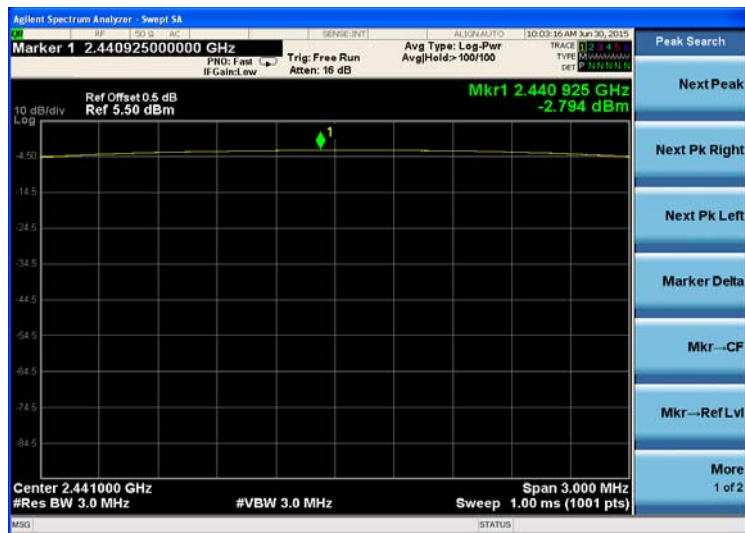 Agilent Spectrum Analyzer - Swept SA
RF 50 Ω AC SENSE:INT ALIGN AUTO 10:03:16 AM Jun 30, 2015
Marker 1 2.440925000000 GHz
PNO: Fast
IFGain:Low
Trig: Free Run
Atten: 16 dB
Avg Type: Log-Pwr
Avg|Hold:>100/100
TRACE 1 2 3 4 5 6
TYPE M
DET P N N N N N
Peak Search
Mkr1 2.440 925 GHz
-2.794 dBm
Ref Offset 0.5 dB
10 dB/div Ref 5.50 dBm
Log
1
-4.50
-14.5
-24.5
-34.5
-44.5
-54.5
-64.5
-74.5
-84.5
Next Peak
Next Pk Right
Next Pk Left
Marker Delta
Mkr→CF
Mkr→Ref Lvl
More
1 of 2
Center 2.441000 GHz Span 3.000 MHz
#Res BW 3.0 MHz #VBW 3.0 MHz Sweep 1.00 ms (1001 pts)
MSG STATUS